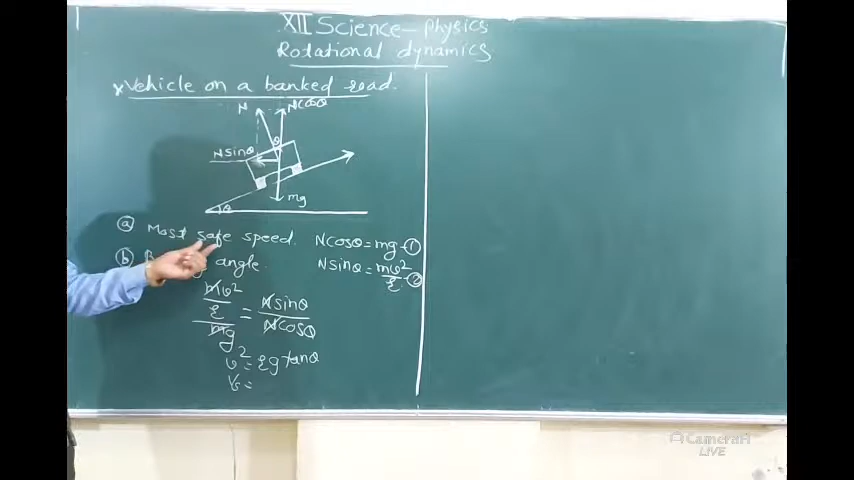 XII Science - physics
Rotational dynamics
* Vehicle on a banked road.
N
Ncosθ
θ
Nsinθ
mg
θ
(a) Most safe speed.
Ncosθ = mg - (1)
(b) angle.
Nsinθ = mv²/r - (2)
mv²/r / mg = Nsinθ / Ncosθ
v² = rg tanθ
Vs =
CameraFi
LIVE